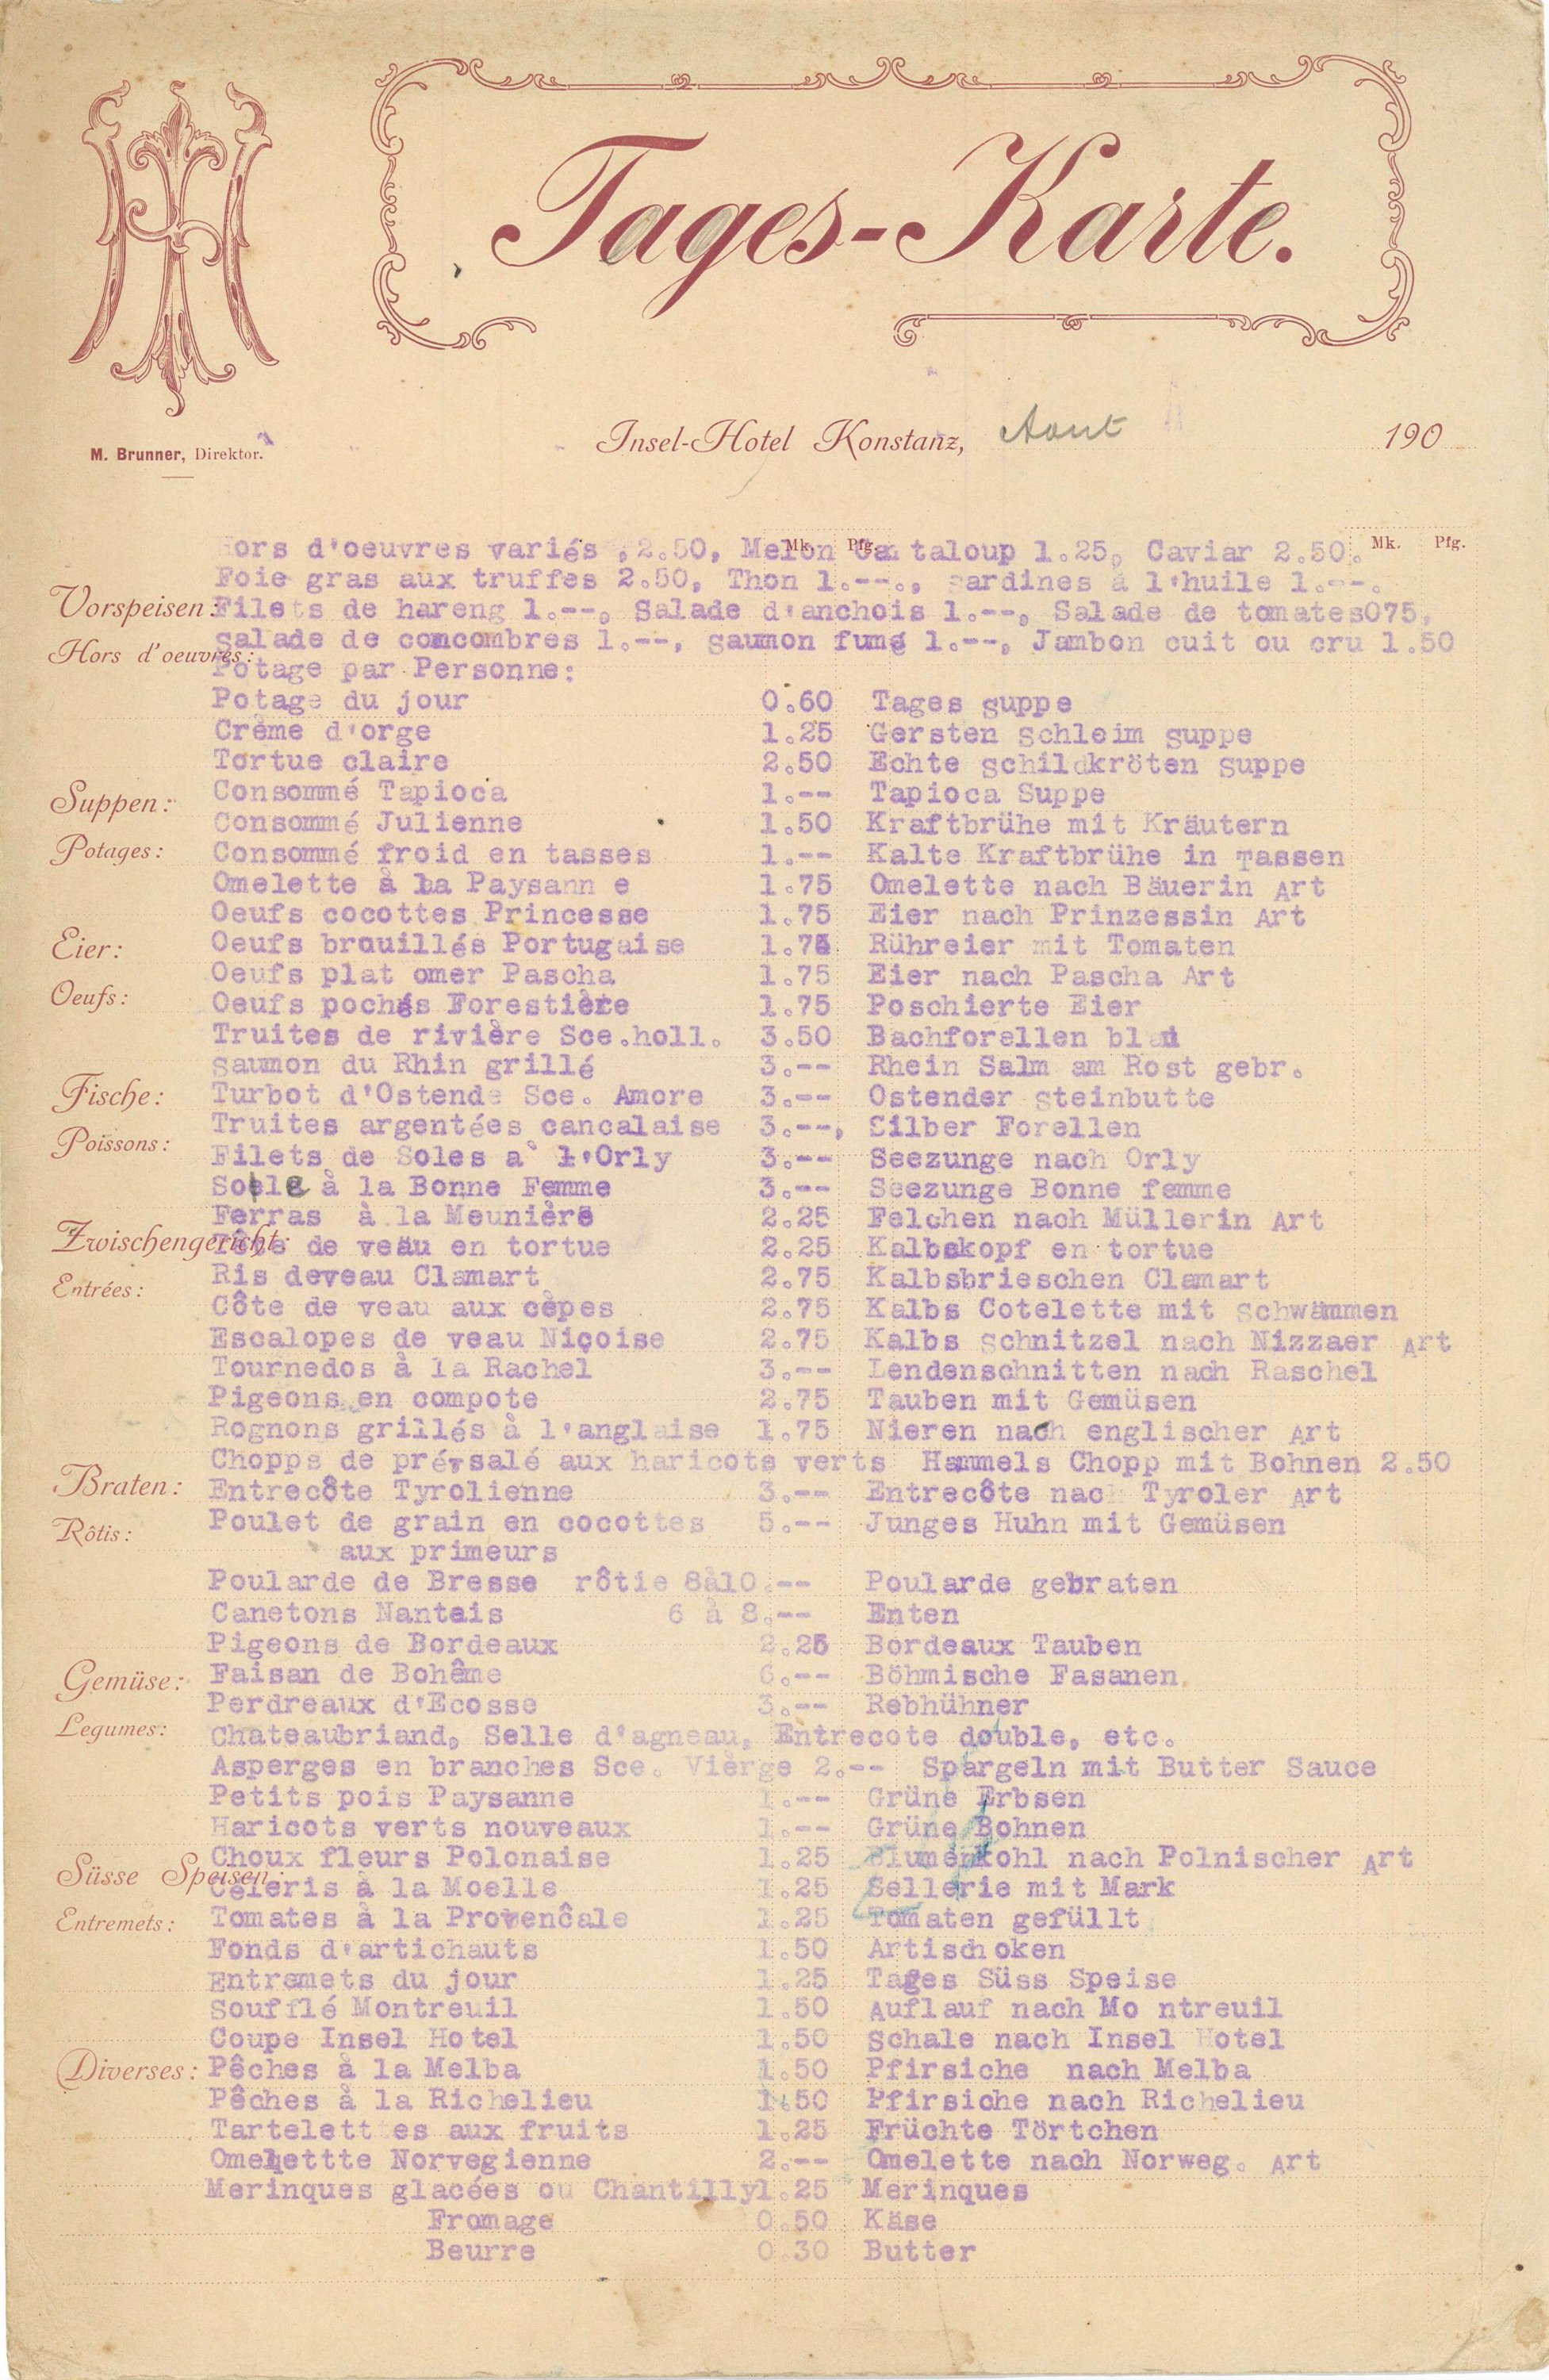 Tages-Karte.
M. Brunner, Direktor.
Insel-Hotel Konstanz, Aout 190
Mk. Pfg. Mk. Pfg.
Hors d'oeuvres variés ,2.50, Melon Cantaloup 1.25, Caviar 2.50.
Foie gras aux truffes 2.50, Thon 1.--., sardines à l'huile 1.--.
Vorspeisen: Filets de hareng 1.--, Salade d'anchois 1.--, Salade de tomates075,
Hors d'oeuvres: salade de concombres 1.--, saumon fumé 1.--, Jambon cuit ou cru 1.50
Potage par Personne:
Potage du jour 0.60 Tages suppe
Crème d'orge 1.25 Gersten schleim suppe
Tortue claire 2.50 Echte schildkröten suppe
Suppen: Consommé Tapioca 1.-- Tapioca Suppe
Consommé Julienne 1.50 Kraftbrühe mit Kräutern
Potages: Consommé froid en tasses 1.-- Kalte Kraftbrühe in Tassen
Omelette à la Paysann e 1.75 Omelette nach Bäuerin Art
Oeufs cocottes Princesse 1.75 Eier nach Prinzessin Art
Eier: Oeufs brouillés Portugaise 1.75 Rühreier mit Tomaten
Oeufs plat omer Pascha 1.75 Eier nach Pascha Art
Oeufs: Oeufs pochés Forestière 1.75 Poschierte Eier
Truites de rivière Sce.holl. 3.50 Bachforellen blau
saumon du Rhin grillé 3.-- Rhein Salm am Rost gebr.
Fische: Turbot d'Ostende Sce. Amore 3.-- Ostender steinbutte
Truites argentées cancalaise 3.--, Silber Forellen
Poissons: Filets de Soles a` l'Orly 3.-- Seezunge nach Orly
Sole à la Bonne Femme 3.-- Seezunge Bonne femme
Ferras à la Meunière 2.25 Felchen nach Müllerin Art
Zwischengericht: Tête de veau en tortue 2.25 Kalbskopf en tortue
Entrées: Ris deveau Clamart 2.75 Kalbsbrieschen Clamart
Côte de veau aux cèpes 2.75 Kalbs Cotelette mit schwämmen
Escalopes de veau Niçoise 2.75 Kalbs schnitzel nach Nizzaer Art
Tournedos à la Rachel 3.-- Lendenschnitten nach Raschel
Pigeons en compote 2.75 Tauben mit Gemüsen
Rognons grillés à l'anglaise 1.75 Nieren nach englischer Art
Chopps de pré-salé aux haricots verts Hammels Chopp mit Bohnen 2.50
Braten: Entrecôte Tyrolienne 3.-- Entrecôte nach Tyroler Art
Rôtis: Poulet de grain en cocottes 5.-- Junges Huhn mit Gemüsen
aux primeurs
Poularde de Bresse rôtie 8à10.-- Poularde gebraten
Canetons Nantais 6 à 8.-- Enten
Pigeons de Bordeaux 2.25 Bordeaux Tauben
Gemüse: Faisan de Bohême 6.-- Böhmische Fasanen
Perdreaux d'Ecosse 3.-- Rebhühner
Legumes: Chateaubriand, Selle d'agneau, Entrecote double, etc.
Asperges en branches Sce. Vièrge 2.-- Spargeln mit Butter Sauce
Petits pois Paysanne 1.-- Grüne Erbsen
Haricots verts nouveaux 1.-- Grüne Bohnen
Choux fleurs Polonaise 1.25 Blumenkohl nach Polnischer Art
Süsse Speisen: Céleris à la Moelle 1.25 Sellerie mit Mark
Entremets: Tomates à la Provençâle 1.25 Tomaten gefüllt
Fonds d'artichauts 1.50 Artischoken
Entremets du jour 1.25 Tages Süss Speise
Soufflé Montreuil 1.50 Auflauf nach Mo ntreuil
Coupe Insel Hotel 1.50 Schale nach Insel Hotel
Diverses: Pêches à la Melba 1.50 Pfirsiche nach Melba
Pêches à la Richelieu 1.50 Pfirsiche nach Richelieu
Tartelettes aux fruits 1.25 Früchte Törtchen
Omelettte Norvegienne 2.-- Omelette nach Norweg. Art
Merinques glacées ou Chantilly1.25 Merinques
Fromage 0.50 Käse
Beurre 0.30 Butter